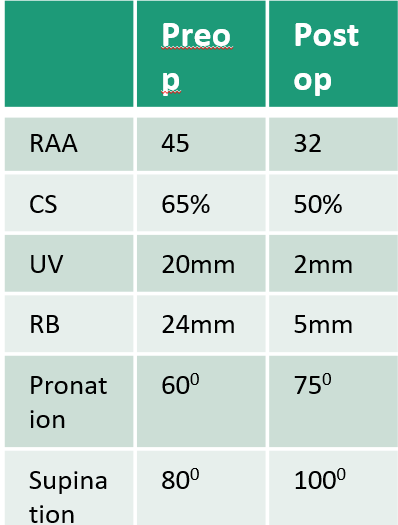 Preo Post
p op
RAA 45 32
CS 65% 50%
UV 20mm 2mm
RB 24mm 5mm
Pronat 60⁰ 75⁰
ion
Supina 80⁰ 100⁰
tion